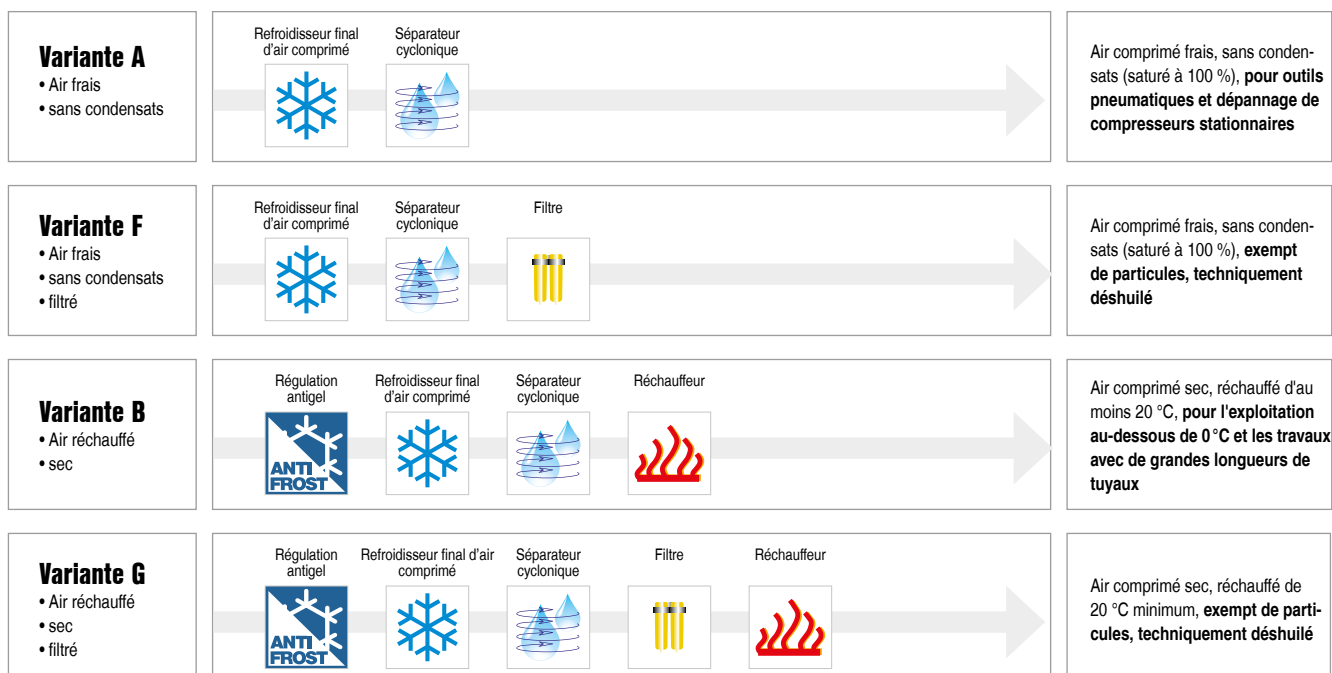 Variante A
• Air frais
• sans condensats
Refroidisseur final
d'air comprimé
Séparateur
cyclonique
Air comprimé frais, sans conden-
sats (saturé à 100 %), pour outils
pneumatiques et dépannage de
compresseurs stationnaires
Variante F
• Air frais
• sans condensats
• filtré
Refroidisseur final
d'air comprimé
Séparateur
cyclonique
Filtre
Air comprimé frais, sans conden-
sats (saturé à 100 %), exempt
de particules, techniquement
déshuilé
Variante B
• Air réchauffé
• sec
Régulation
antigel
ANTI
FROST
Refroidisseur final
d'air comprimé
Séparateur
cyclonique
Réchauffeur
Air comprimé sec, réchauffé d'au
moins 20 °C, pour l'exploitation
au-dessous de 0 °C et les travaux
avec de grandes longueurs de
tuyaux
Variante G
• Air réchauffé
• sec
• filtré
Régulation
antigel
ANTI
FROST
Refroidisseur final d'air
comprimé
Séparateur
cyclonique
Filtre
Réchauffeur
Air comprimé sec, réchauffé de
20 °C minimum, exempt de parti-
cules, techniquement déshuilé